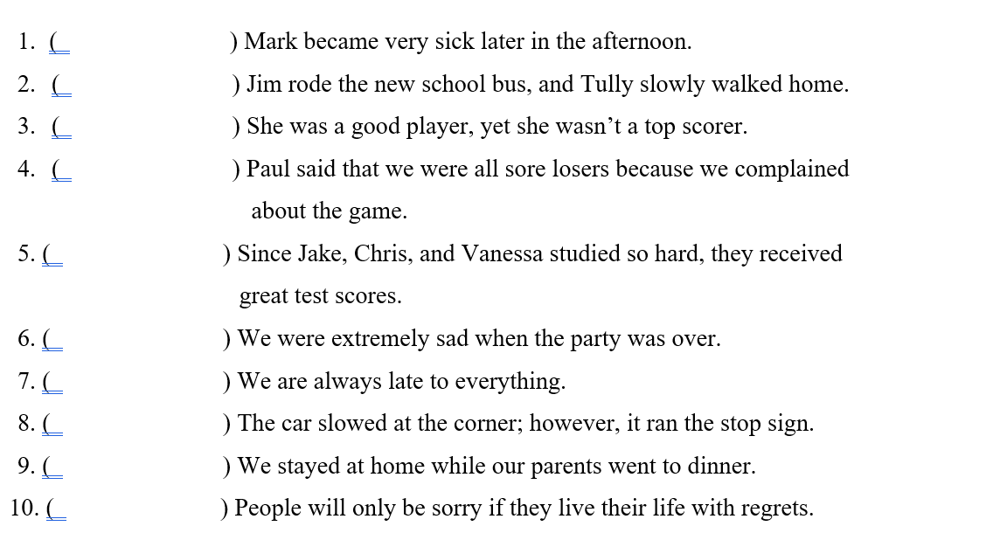 1. ( ) Mark became very sick later in the afternoon.
2. ( ) Jim rode the new school bus, and Tully slowly walked home.
3. ( ) She was a good player, yet she wasn’t a top scorer.
4. ( ) Paul said that we were all sore losers because we complained
about the game.
5. ( ) Since Jake, Chris, and Vanessa studied so hard, they received
great test scores.
6. ( ) We were extremely sad when the party was over.
7. ( ) We are always late to everything.
8. ( ) The car slowed at the corner; however, it ran the stop sign.
9. ( ) We stayed at home while our parents went to dinner.
10. ( ) People will only be sorry if they live their life with regrets.